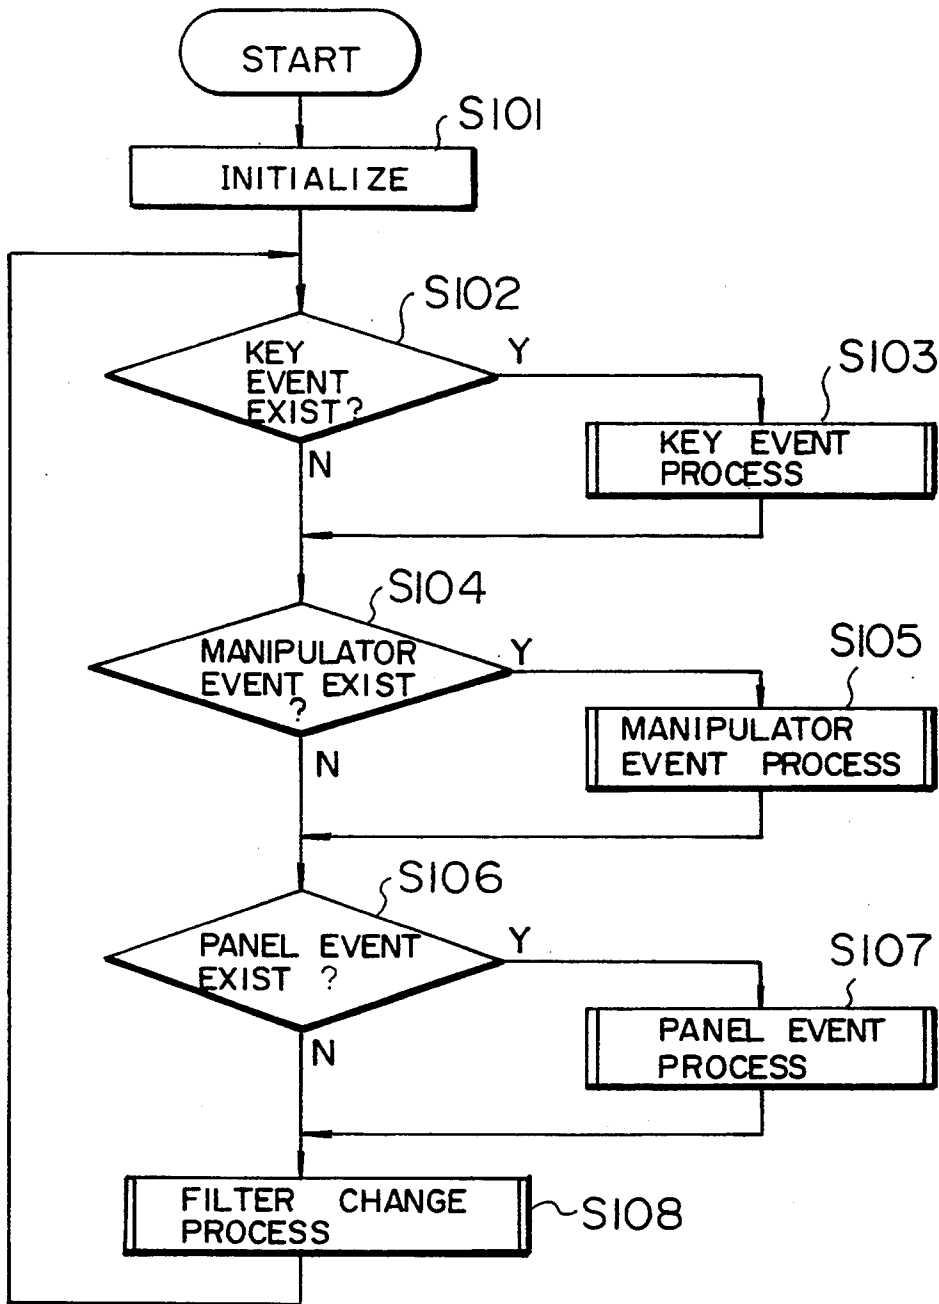 START
S101
INITIALIZE
S102
KEY
EVENT
EXIST?
Y
N
S103
KEY EVENT
PROCESS
S104
MANIPULATOR
EVENT EXIST
?
Y
N
S105
MANIPULATOR
EVENT PROCESS
S106
PANEL EVENT
EXIST ?
Y
N
S107
PANEL EVENT
PROCESS
FILTER CHANGE
PROCESS
S108